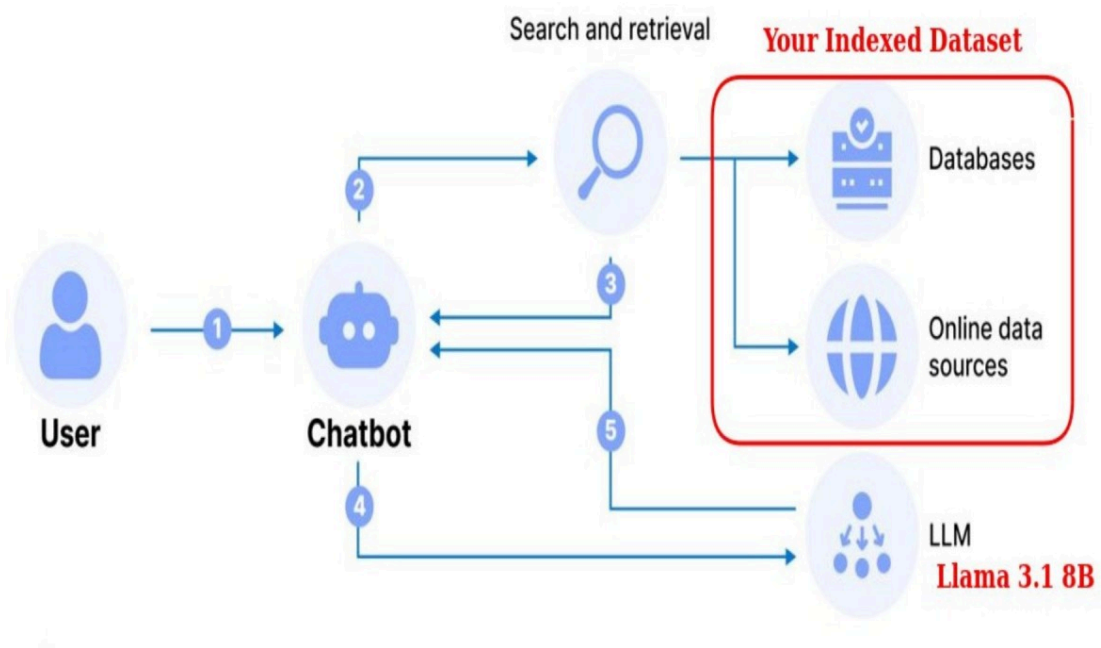 Search and retrieval
Your Indexed Dataset
2
Databases
3
1
Online data
sources
User
Chatbot
5
4
LLM
Llama 3.1 8B